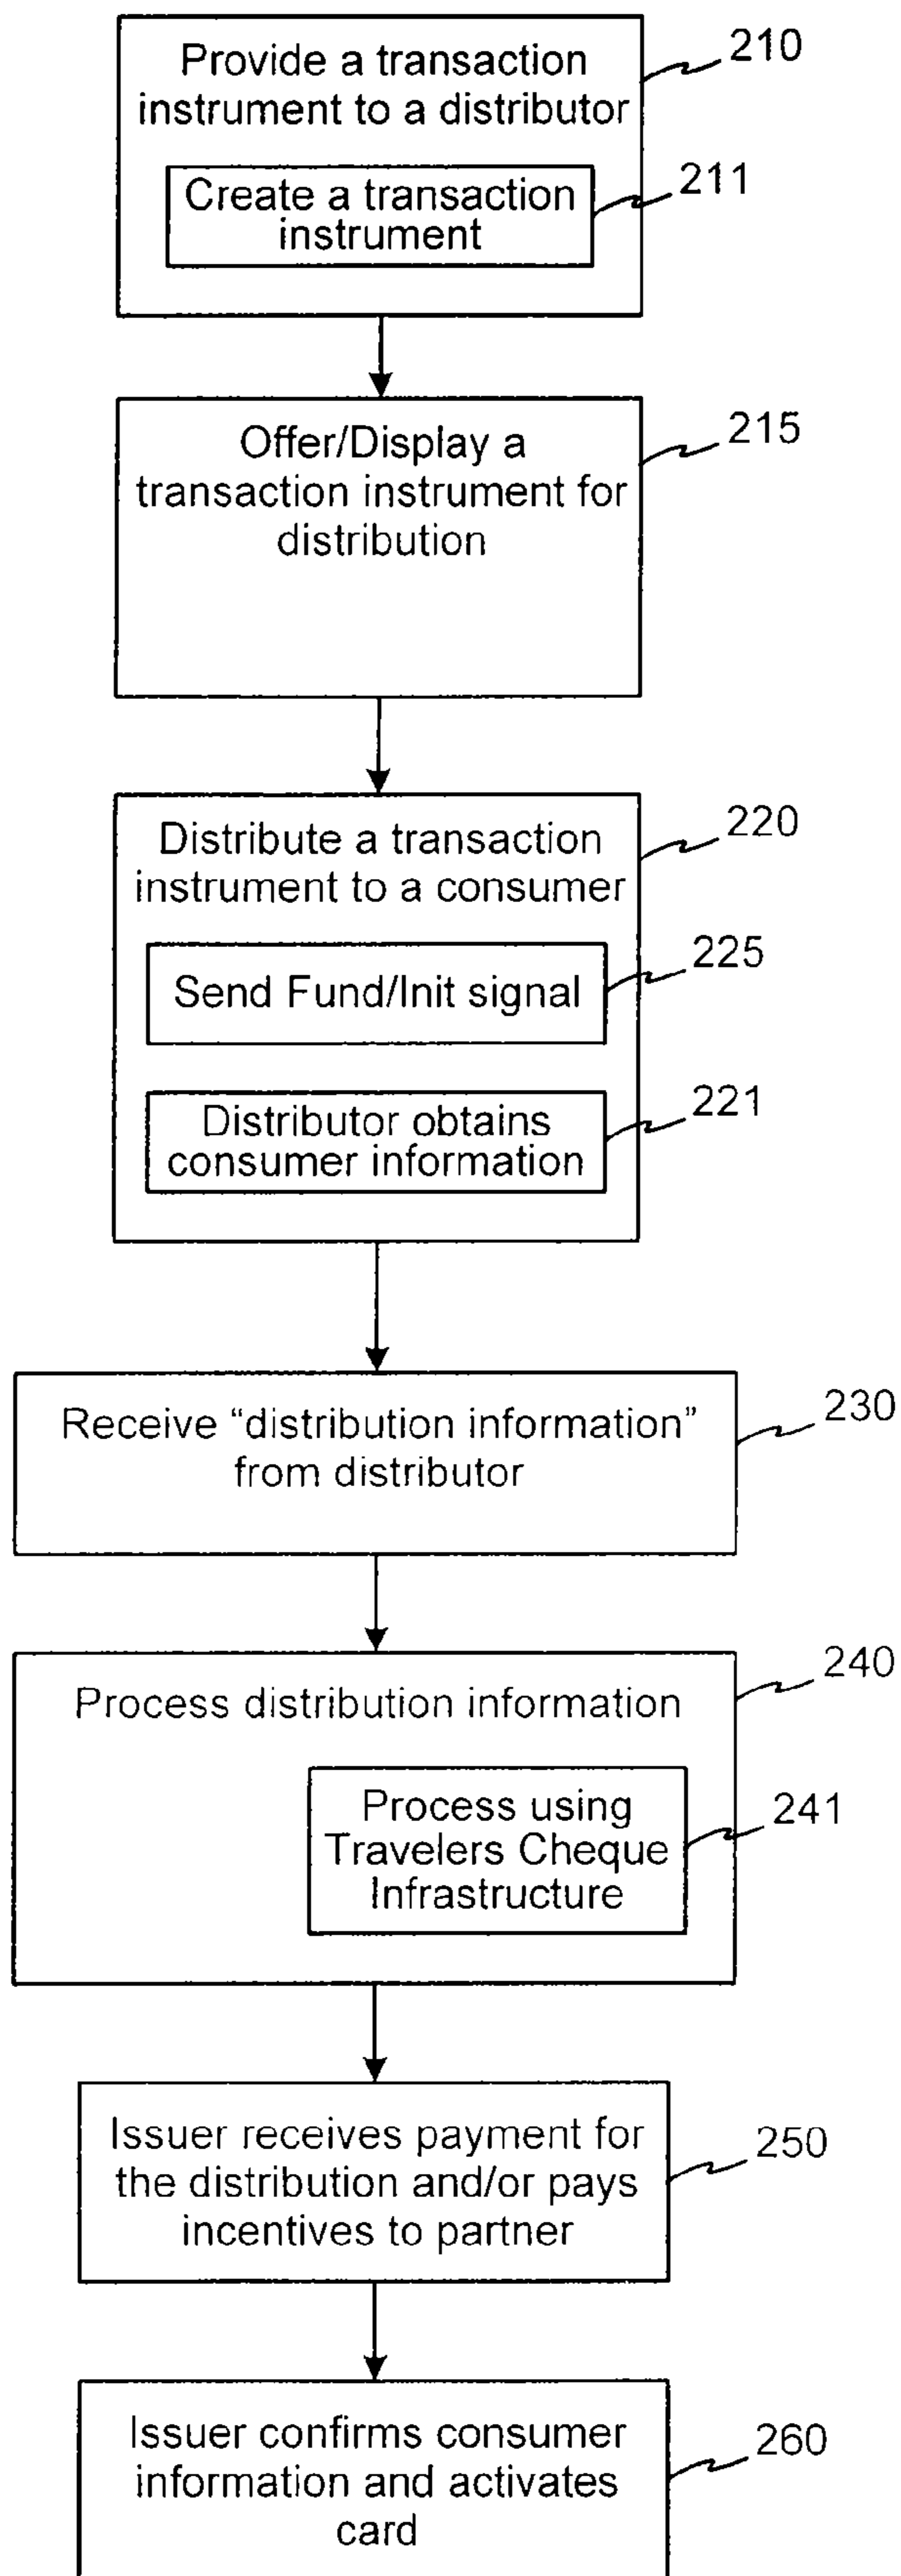 Provide a transaction
instrument to a distributor
210
Create a transaction
instrument
211
Offer/Display a
transaction instrument for
distribution
215
Distribute a transaction
instrument to a consumer
220
Send Fund/Init signal
225
Distributor obtains
consumer information
221
Receive “distribution information”
from distributor
230
Process distribution information
240
Process using
Travelers Cheque
Infrastructure
241
Issuer receives payment for
the distribution and/or pays
incentives to partner
250
Issuer confirms consumer
information and activates
card
260